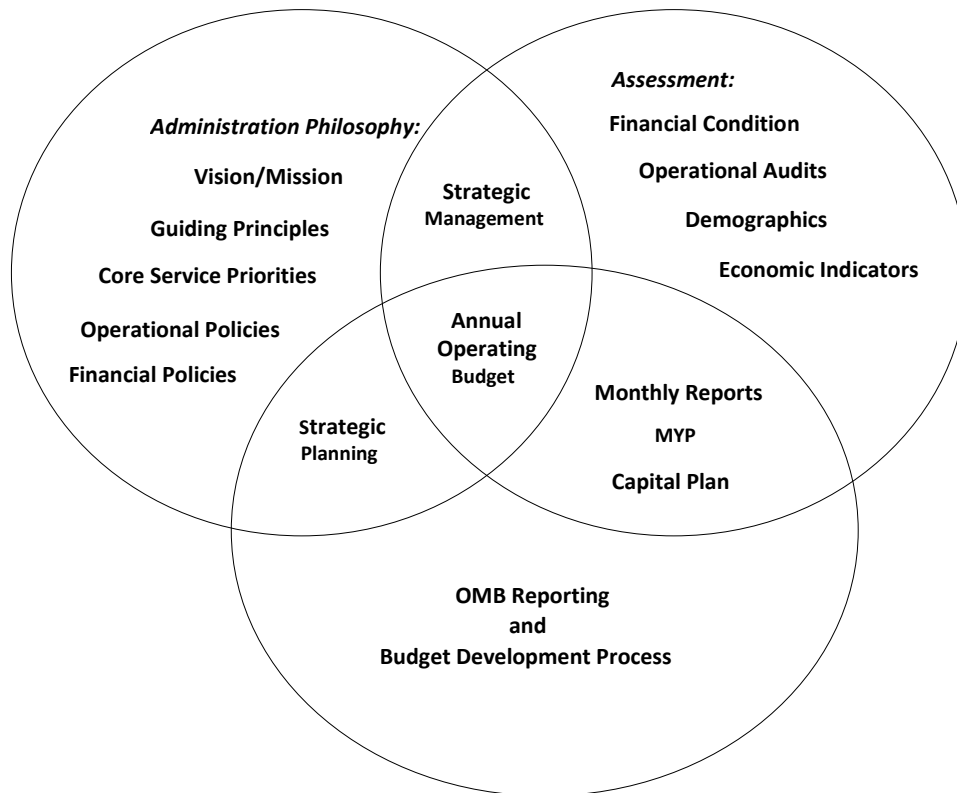 Administration Philosophy:
Vision/Mission
Guiding Principles
Core Service Priorities
Operational Policies
Financial Policies
Strategic
Management
Assessment:
Financial Condition
Operational Audits
Demographics
Economic Indicators
Annual
Operating
Budget
Strategic
Planning
Monthly Reports
MYP
Capital Plan
OMB Reporting
and
Budget Development Process